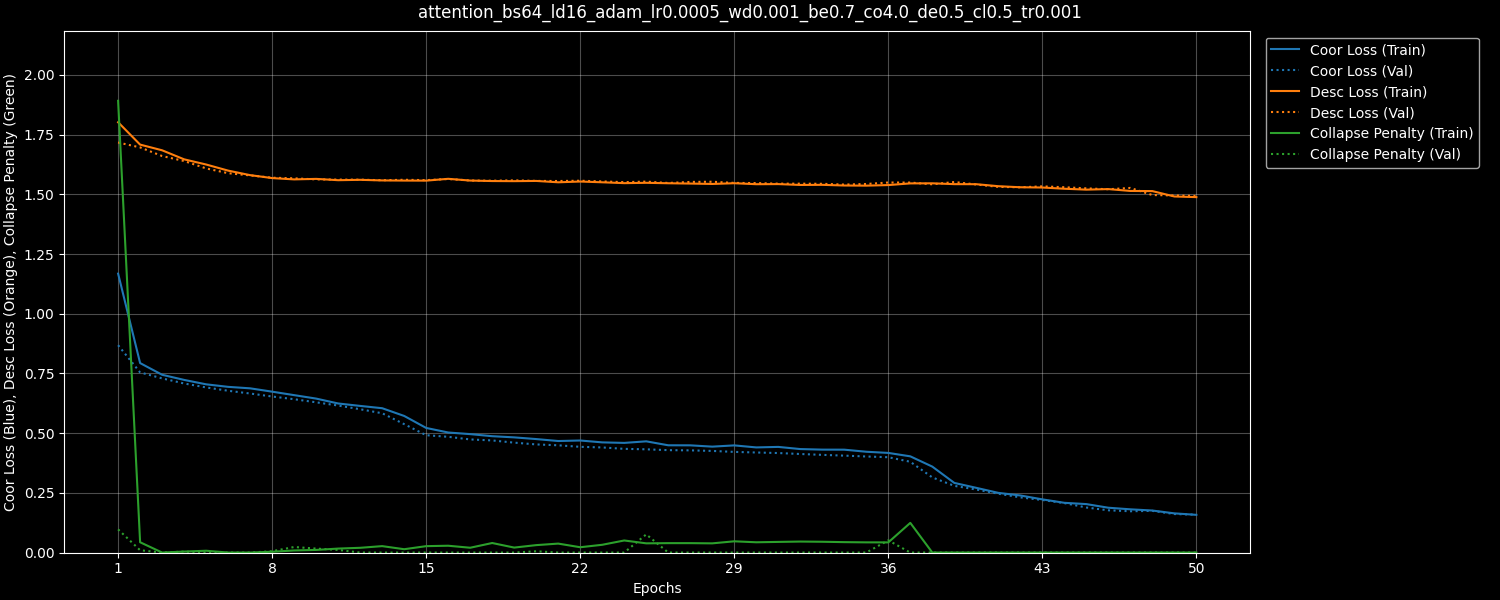 attention_bs64_ld16_adam_lr0.0005_wd0.001_be0.7_co4.0_de0.5_cl0.5_tr0.001
Coor Loss (Blue), Desc Loss (Orange), Collapse Penalty (Green)
2.00
1.75
1.50
1.25
1.00
0.75
0.50
0.25
0.00
1 8 15 22 29 36 43 50
Epochs
Coor Loss (Train)
Coor Loss (Val)
Desc Loss (Train)
Desc Loss (Val)
Collapse Penalty (Train)
Collapse Penalty (Val)